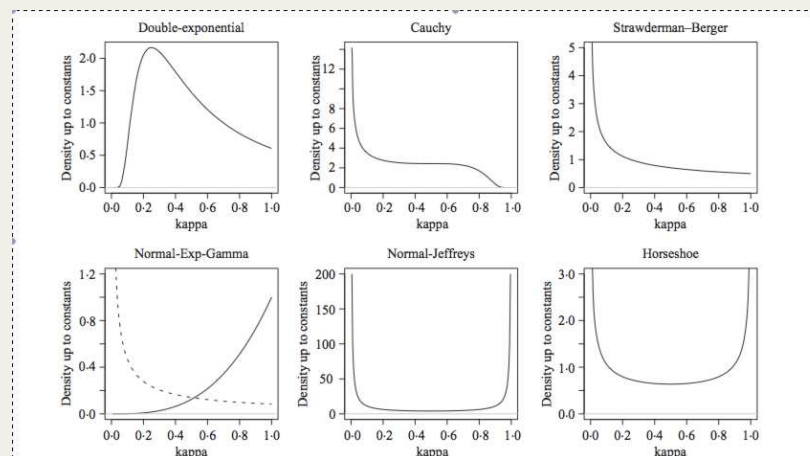 Double-exponential
Cauchy
Strawderman–Berger
Density up to constants
2·0
1·5
1·0
0·5
0·0
0·0 0·2 0·4 0·6 0·8 1·0
kappa
Density up to constants
12
8
6
4
2
0
0·0 0·2 0·4 0·6 0·8 1·0
kappa
Density up to constants
5
4
3
2
1
0
0·0 0·2 0·4 0·6 0·8 1·0
kappa
Normal-Exp-Gamma
Normal-Jeffreys
Horseshoe
Density up to constants
1·2
0·8
0·4
0·0
0·0 0·2 0·4 0·6 0·8 1·0
kappa
Density up to constants
200
150
100
50
0
0·0 0·2 0·4 0·6 0·8 1·0
kappa
Density up to constants
3·0
2·0
1·0
0·0
0·0 0·2 0·4 0·6 0·8 1·0
kappa